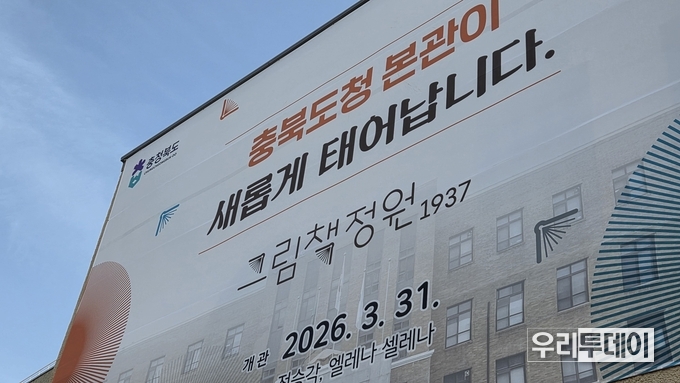 충청북도
충북도청 본관이
새롭게 태어납니다.
그림책정원 1937
개관 2026. 3. 31.
전승각, 엘레나 셀레나
우리투데이